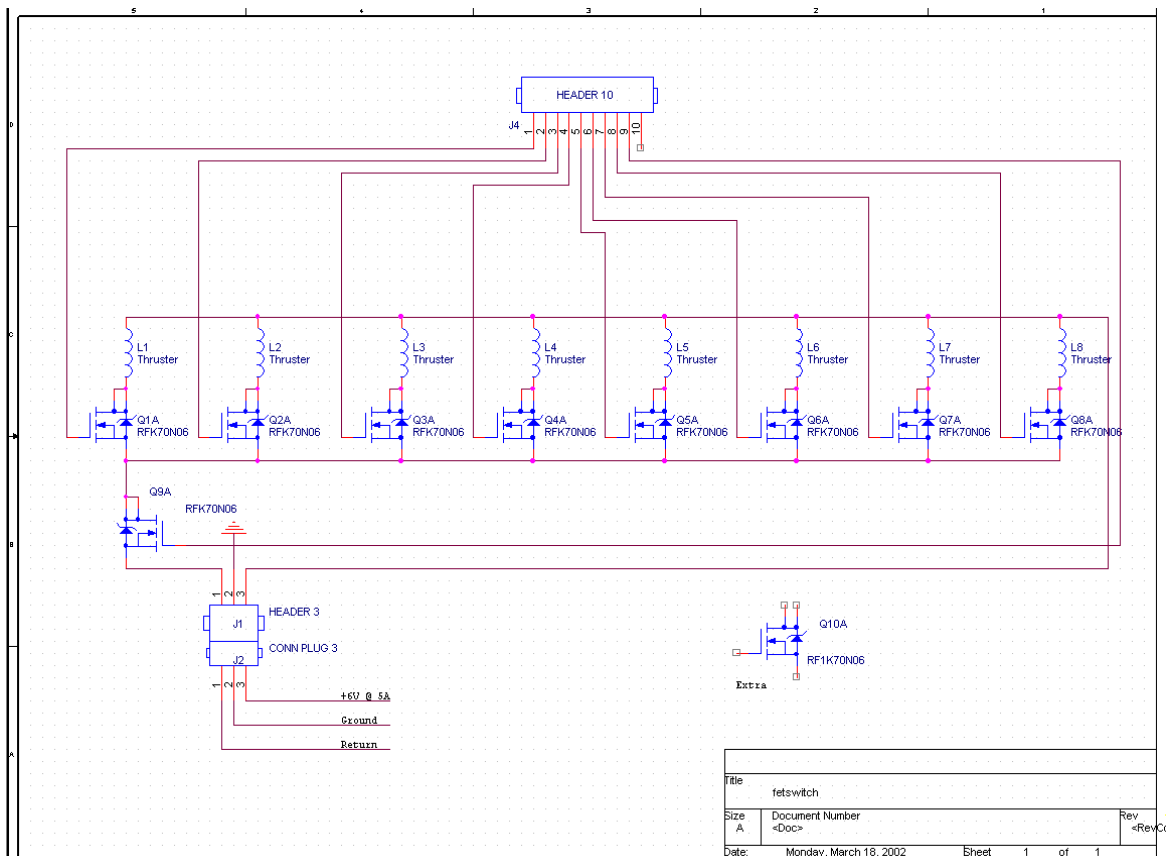 5 4 3 2 1
D
HEADER 10
J4
1 2 3 4 5 6 7 8 9 10
C
L1
Thruster
L2
Thruster
L3
Thruster
L4
Thruster
L5
Thruster
L6
Thruster
L7
Thruster
L8
Thruster
Q1A
RFK70N06
Q2A
RFK70N06
Q3A
RFK70N06
Q4A
RFK70N06
Q5A
RFK70N06
Q6A
RFK70N06
Q7A
RFK70N06
Q8A
RFK70N06
Q9A
RFK70N06
B
1 2 3
HEADER 3
J1
CONN PLUG 3
J2
1 2 3
+6V @ 5A
Ground
Return
Q10A
RF1K70N06
Extra
A
Title
fetswitch
Size
A
Document Number
<Doc>
Rev
<RevCo
Date:
Monday, March 18, 2002
Sheet 1 of 1